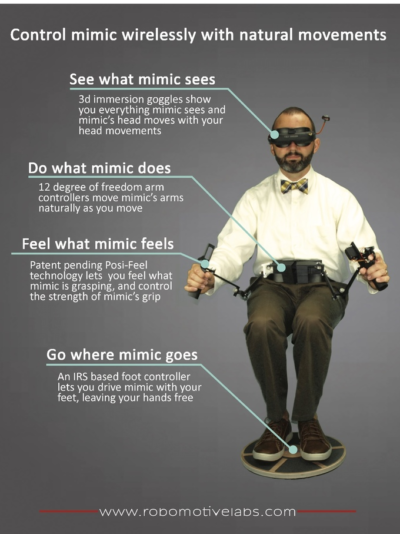 Control mimic wirelessly with natural movements
See what mimic sees
3d immersion goggles show
you everything mimic sees and
mimic's head moves with your
head movements
Do what mimic does
12 degree of freedom arm
controllers move mimic's arms
naturally as you move
Feel what mimic feels
Patent pending Posi-Feel
technology lets you feel what
mimic is grasping, and control
the strength of mimic's grip
Go where mimic goes
An IRS based foot controller
lets you drive mimic with your
feet, leaving your hands free
www.robomotivelabs.com